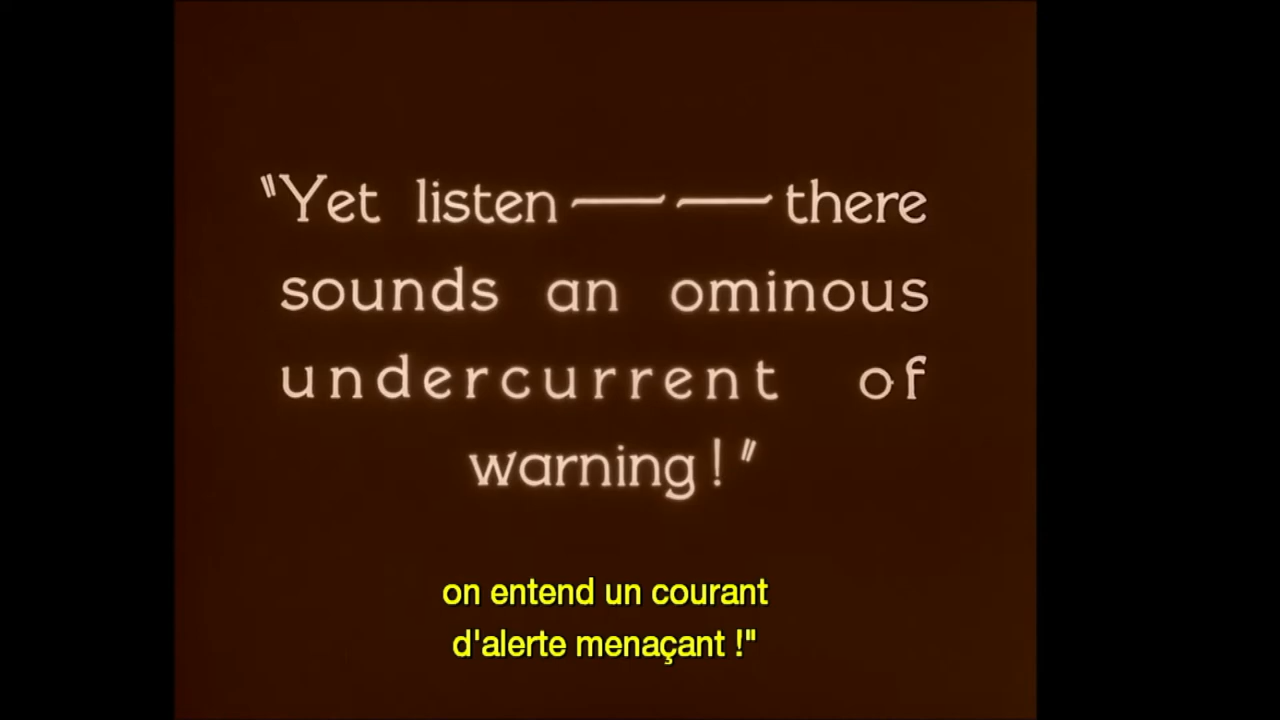 "Yet listen — — there
sounds an ominous
undercurrent of
warning!"
on entend un courant
d'alerte menaçant !"